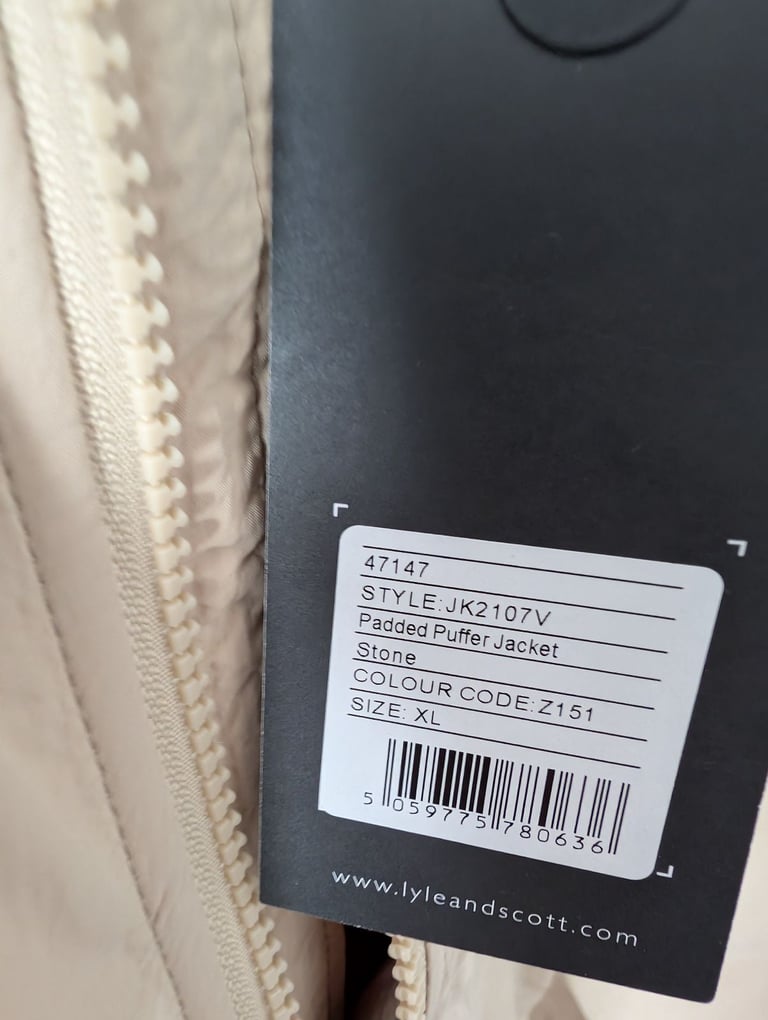 47147
STYLE:JK2107V
Padded Puffer Jacket
Stone
COLOUR CODE:Z151
SIZE: XL
5 059775 780636
www.lyleandscott.com